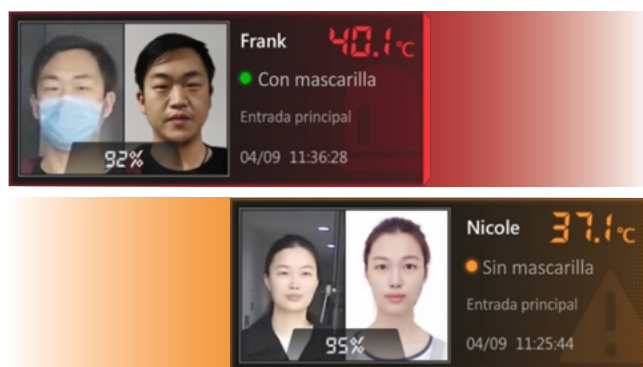 Frank 40.1°C
Con mascarilla
Entrada principal
92%
04/09 11:36:28
Nicole 37.1°C
Sin mascarilla
Entrada principal
95%
04/09 11:25:44